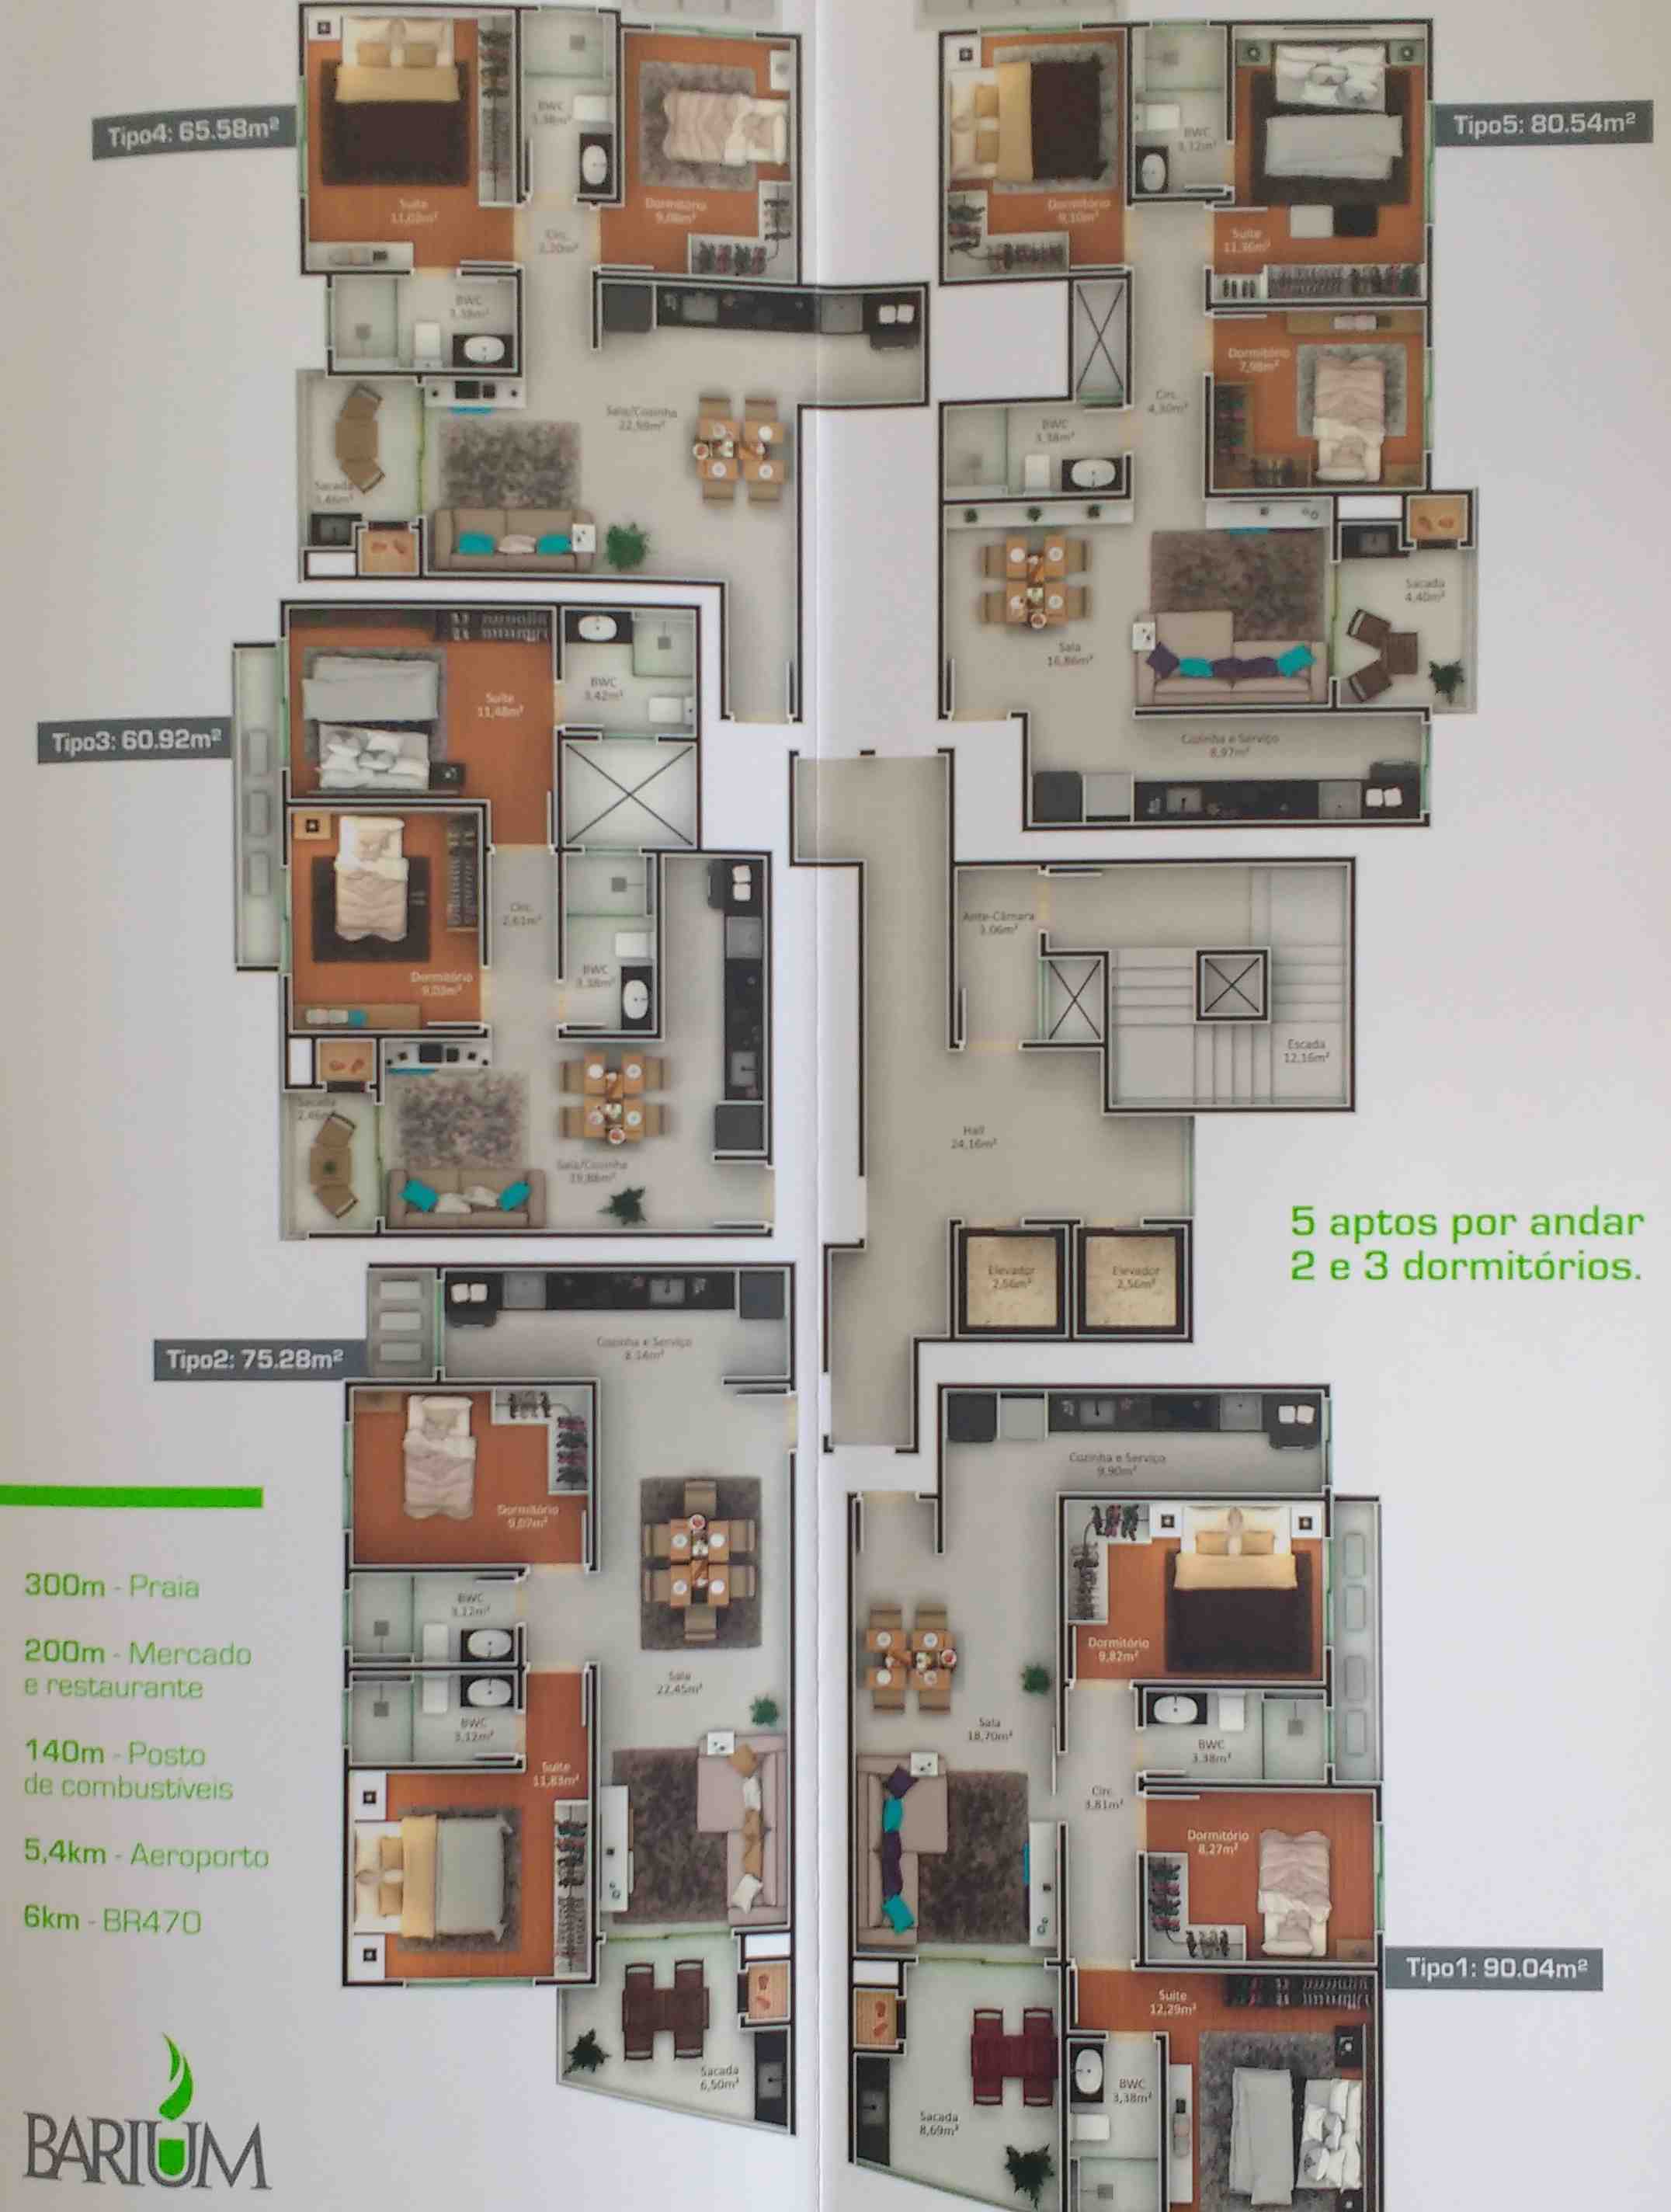 Tipo4: 65.58m²
Suíte
11,02m²
BWC
3,38m²
Dormitório
9,08m²
Circ.
2,20m²
BWC
3,38m²
Sala/Cozinha
22,59m²
Sacada
3,46m²
Tipo5: 80.54m²
Dormitório
9,10m²
BWC
3,12m²
Suíte
11,36m²
Dormitório
7,98m²
Circ.
4,30m²
BWC
3,38m²
Sacada
4,40m²
Sala
16,86m²
Cozinha e Serviço
8,97m²
Tipo3: 60.92m²
Suíte
11,48m²
BWC
3,42m²
Circ.
2,61m²
BWC
3,38m²
Dormitório
9,03m²
Sacada
2,46m²
Sala/Cozinha
19,86m²
Ante-Câmara
3,06m²
Escada
12,16m²
Hall
24,16m²
Elevador
2,56m²
Elevador
2,56m²
5 aptos por andar
2 e 3 dormitórios.
Tipo2: 75.28m²
Cozinha e Serviço
8,14m²
Dormitório
9,07m²
BWC
3,12m²
BWC
3,12m²
Sala
22,45m²
Suíte
11,83m²
Sacada
6,50m²
Cozinha e Serviço
9,90m²
Dormitório
9,82m²
Sala
18,70m²
BWC
3,38m²
Circ.
3,81m²
Dormitório
8,27m²
Tipo1: 90.04m²
Suíte
12,29m²
BWC
3,38m²
Sacada
8,69m²
300m - Praia
200m - Mercado
e restaurante
140m - Posto
de combustíveis
5,4km - Aeroporto
6km - BR470
BARIUM